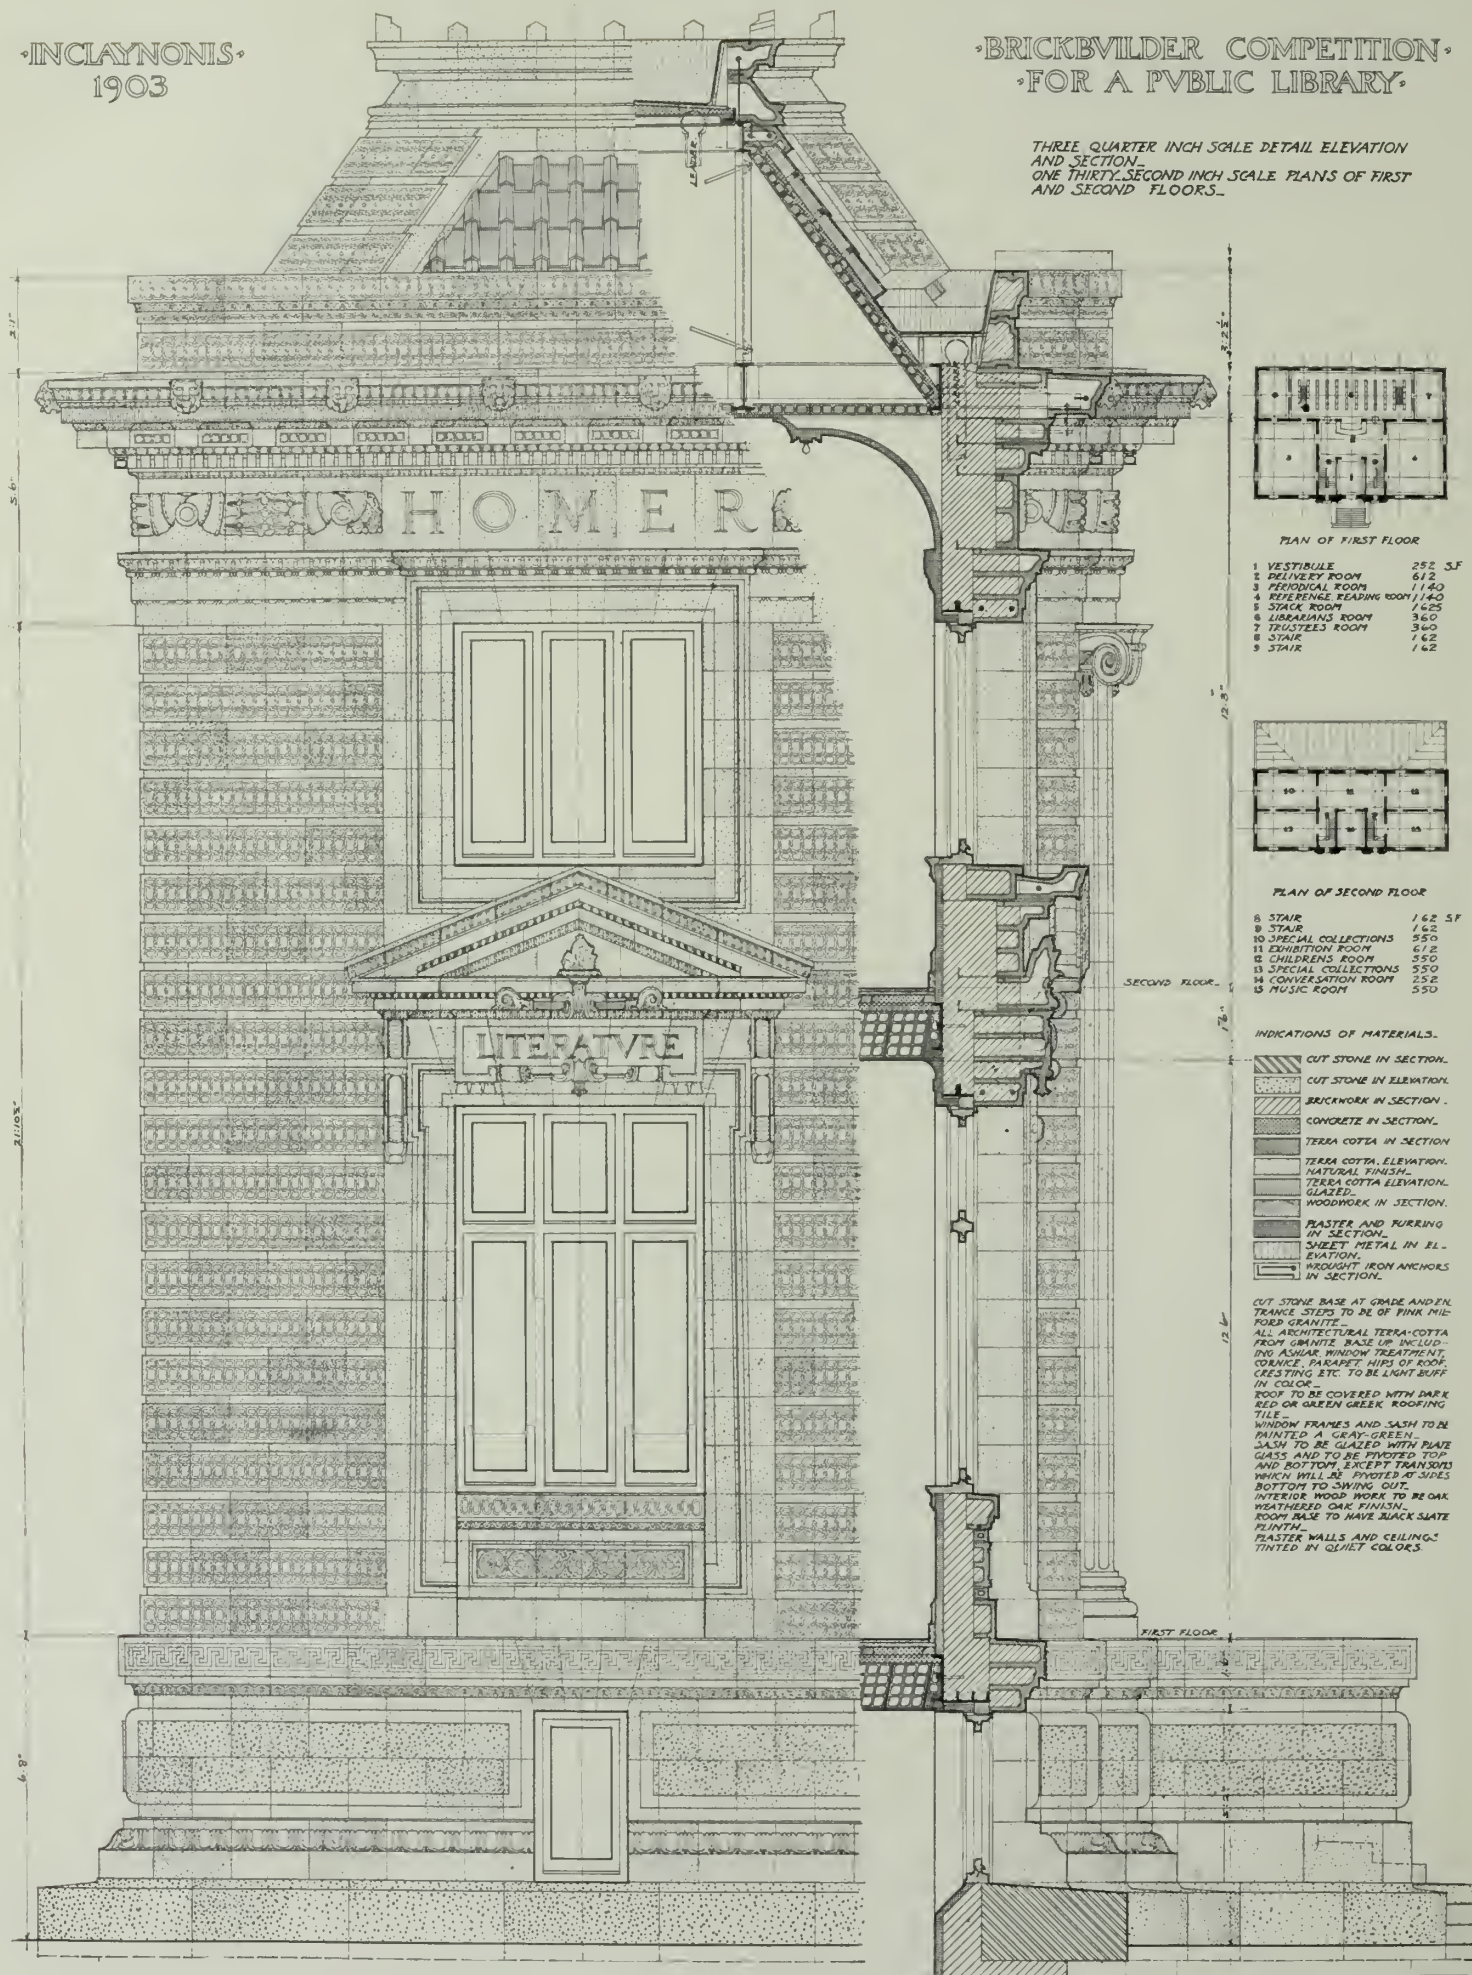 ·INCLAYNONIS·
1903
·BRICKBVILDER COMPETITION·
·FOR A PVBLIC LIBRARY·
THREE QUARTER INCH SCALE DETAIL ELEVATION
AND SECTION_
ONE THIRTY-SECOND INCH SCALE PLANS OF FIRST
AND SECOND FLOORS_
LEADER
HOMER
LITERATVRE
PLAN OF FIRST FLOOR
1 VESTIBULE 252 S.F
2 DELIVERY ROOM 612
3 PERIODICAL ROOM 1140
4 REFERENCE READING ROOM 1140
5 STACK ROOM 1625
6 LIBRARIANS ROOM 360
7 TRUSTEES ROOM 360
8 STAIR 162
9 STAIR 162
PLAN OF SECOND FLOOR
8 STAIR 162 S.F
9 STAIR 162
10 SPECIAL COLLECTIONS 550
11 EXHIBITION ROOM 612
12 CHILDRENS ROOM 550
13 SPECIAL COLLECTIONS 550
14 CONVERSATION ROOM 252
15 MUSIC ROOM 550
SECOND FLOOR_
INDICATIONS OF MATERIALS_
CUT STONE IN SECTION_
CUT STONE IN ELEVATION.
BRICKWORK IN SECTION_
CONCRETE IN SECTION_
TERRA COTTA IN SECTION
TERRA COTTA, ELEVATION.
NATURAL FINISH_
TERRA COTTA ELEVATION_
GLAZED_
WOODWORK IN SECTION.
PLASTER AND FURRING
IN SECTION_
SHEET METAL IN EL-
EVATION_
WROUGHT IRON ANCHORS
IN SECTION_
CUT STONE BASE AT GRADE AND EN
TRANCE STEPS TO BE OF PINK MIL-
FORD GRANITE_
ALL ARCHITECTURAL TERRA-COTTA
FROM GRANITE BASE UP, INCLUD-
ING ASHLAR, WINDOW TREATMENT,
CORNICE, PARAPET, HIPS OF ROOF,
CRESTING ETC. TO BE LIGHT BUFF
IN COLOR_
ROOF TO BE COVERED WITH DARK
RED OR GREEN GREEK ROOFING
TILE_
WINDOW FRAMES AND SASH TO BE
PAINTED A GRAY-GREEN_
SASH TO BE GLAZED WITH PLATE
GLASS AND TO BE PIVOTED TOP
AND BOTTOM, EXCEPT TRANSOMS
WHICH WILL BE PIVOTED AT SIDES
BOTTOM TO SWING OUT_
INTERIOR WOOD WORK TO BE OAK
WEATHERED OAK FINISH_
ROOM BASE TO HAVE BLACK SLATE
PLINTH_
PLASTER WALLS AND CEILINGS
TINTED IN QUIET COLORS.
FIRST FLOOR
12'.3"
5'.6"